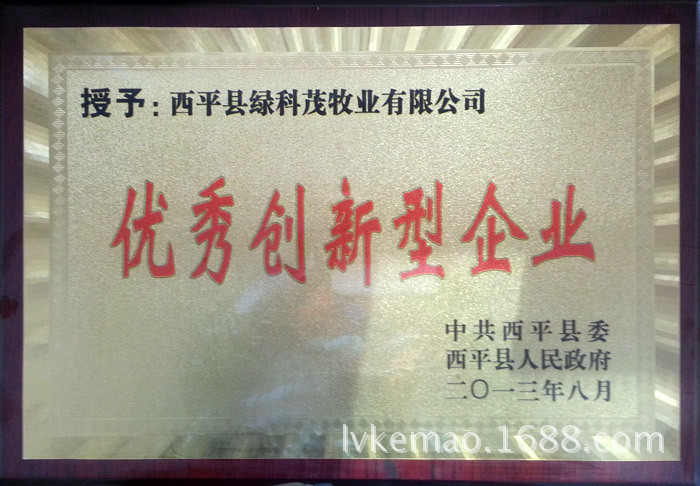 授予：西平县绿科茂牧业有限公司
优秀创新型企业
中共西平县委
西平县人民政府
二〇一三年八月
lvkemao.1688.com